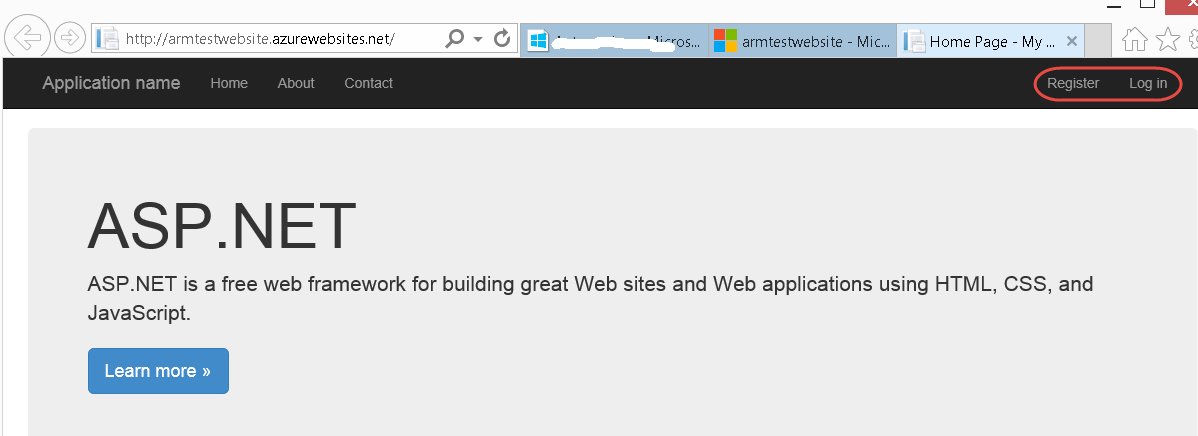 http://armtestwebsite.azurewebsites.net/
Micros...
armtestwebsite - Mic...
Home Page - My ...
Application name
Home
About
Contact
Register
Log in
ASP.NET
ASP.NET is a free web framework for building great Web sites and Web applications using HTML, CSS, and
JavaScript.
Learn more »